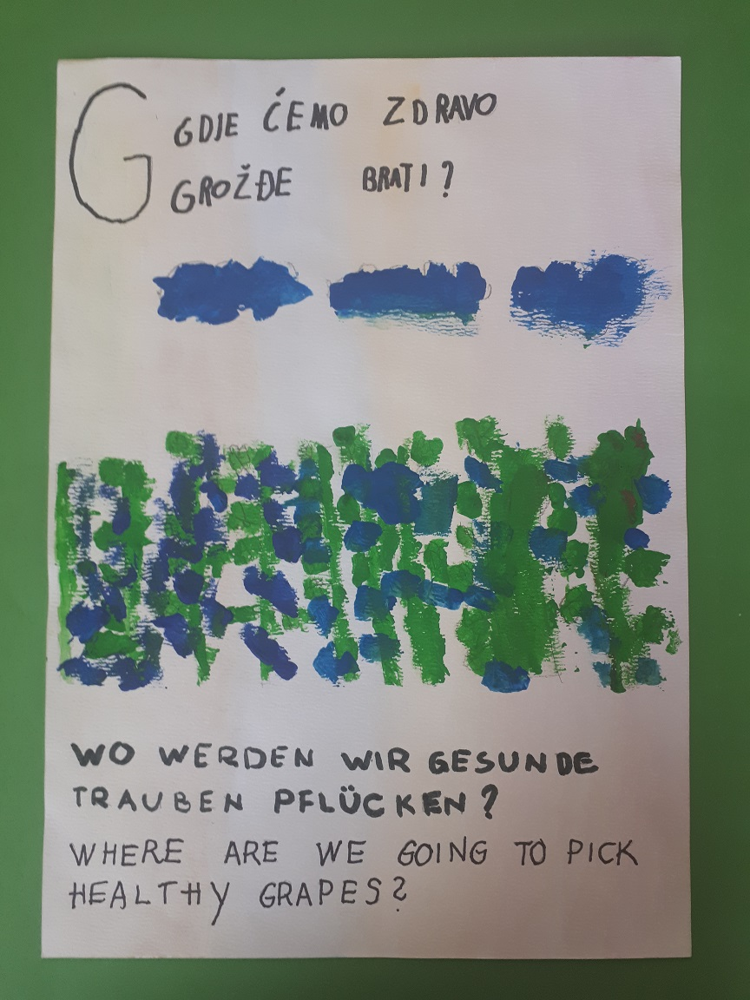 G
GDJE ĆEMO ZDRAVO
GROŽĐE BRATI?
WO WERDEN WIR GESUNDE
TRAUBEN PFLÜCKEN?
WHERE ARE WE GOING TO PICK
HEALTHY GRAPES?